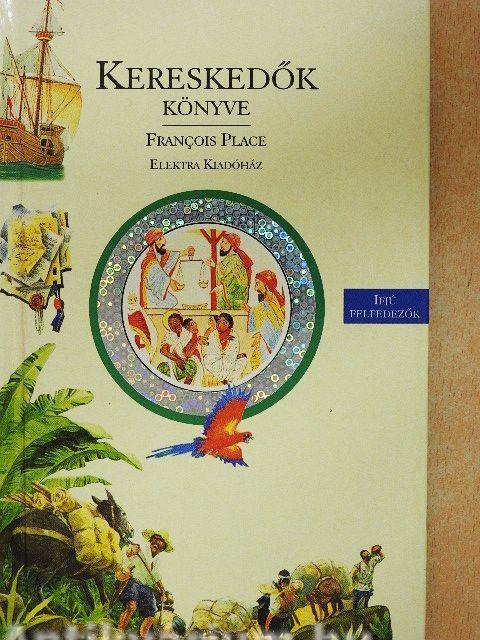 KERESKEDŐK
KÖNYVE
FRANÇOIS PLACE
ELEKTRA KIADÓHÁZ
IFJÚ
FELFEDEZŐK